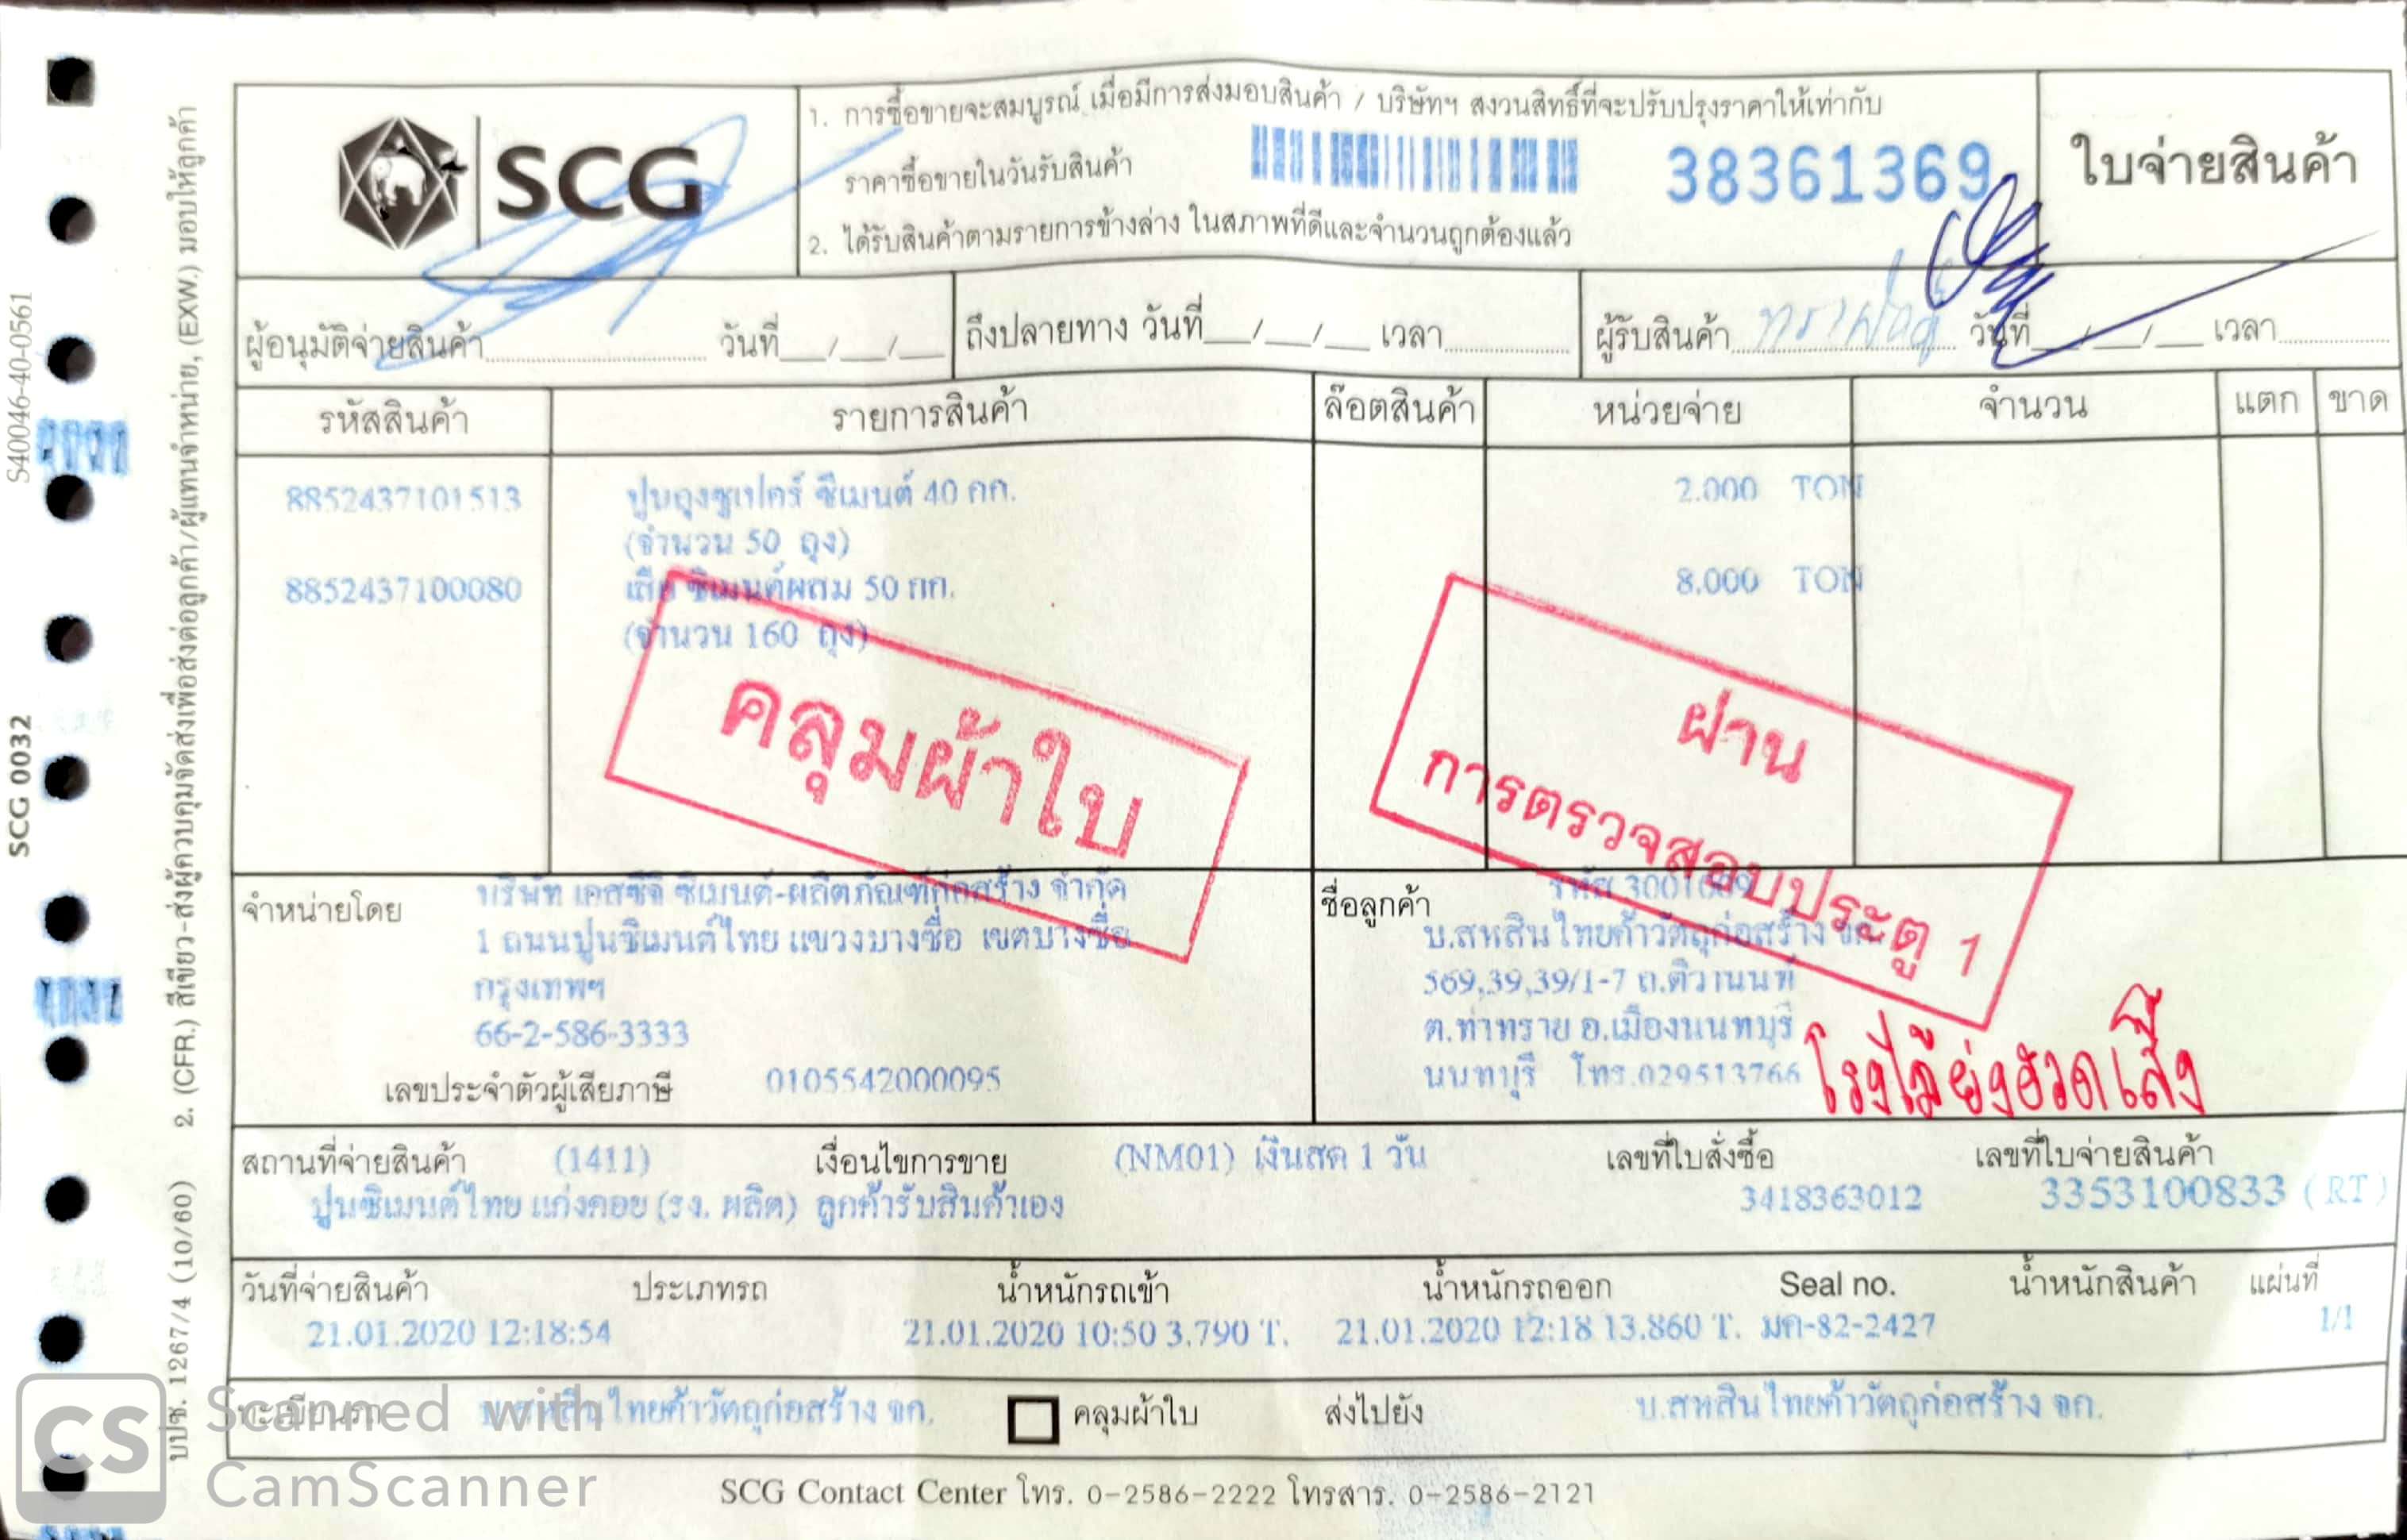 SCG
1. การซื้อขายจะสมบูรณ์ เมื่อมีการส่งมอบสินค้า / บริษัทฯ สงวนสิทธิ์ที่จะปรับปรุงราคาให้เท่ากับ
ราคาซื้อขายในวันรับสินค้า
38361369
2. ได้รับสินค้าตามรายการข้างล่าง ในสภาพที่ดีและจำนวนถูกต้องแล้ว
ใบจ่ายสินค้า
ผู้อนุมัติจ่ายสินค้า วันที่__/__/__
ถึงปลายทาง วันที่__/__/__ เวลา
ผู้รับสินค้า วันที่__/__/__ เวลา
รหัสสินค้า รายการสินค้า ล๊อตสินค้า หน่วยจ่าย จำนวน แตก ขาด
8852437101513 ปูนถุงซูเปอร์ ซีเมนต์ 40 กก. 2.000 TON
(จำนวน 50 ถุง)
8852437100080 เสือ ซิเมนต์ผสม 50 กก. 8.000 TON
(จำนวน 160 ถุง)
คลุมผ้าใบ
ผ่าน
การตรวจสอบประตู 1
จำหน่ายโดย บริษัท เอสซีจี ซิเมนต์-ผลิตภัณฑ์ก่อสร้าง จำกัด
1 ถนนปูนซิเมนต์ไทย แขวงบางซื่อ เขตบางซื่อ
กรุงเทพฯ
66-2-586-3333
เลขประจำตัวผู้เสียภาษี 0105542000095
ชื่อลูกค้า รหัส
บ.สหสินไทยค้าวัตถุก่อสร้าง จก.
569,39,39/1-7 ถ.ติวานนท์
ต.ท่าทราย อ.เมืองนนทบุรี
นนทบุรี โทร.029513766
สถานที่จ่ายสินค้า (1411) เงื่อนไขการขาย (NM01) เงินสด 1 วัน เลขที่ใบสั่งซื้อ เลขที่ใบจ่ายสินค้า
ปูนซิเมนต์ไทย แก่งคอย (รง. ผลิต) ลูกค้ารับสินค้าเอง 3418363012 3353100833 (RT)
วันที่จ่ายสินค้า ประเภทรถ น้ำหนักรถเข้า น้ำหนักรถออก Seal no. น้ำหนักสินค้า แผ่นที่
21.01.2020 12:18:54 21.01.2020 10:50 3.790 T. 21.01.2020 12:18 13.860 T. มค-82-2427 1/1
ทะเบียนรถ บ.สหสินไทยค้าวัตถุก่อสร้าง จก. คลุมผ้าใบ ส่งไปยัง บ.สหสินไทยค้าวัตถุก่อสร้าง จก.
SCG Contact Center โทร. 0-2586-2222 โทรสาร. 0-2586-2121
S400046-40-0561
SCG 0032
บปซ. 1267/4 (10/60) 2. (CFR.) สีเขียว-ส่งผู้ควบคุมจัดส่งเพื่อส่งต่อลูกค้า/ผู้แทนจำหน่าย, (EXW.) มอบให้ลูกค้า
CS Scanned with
CamScanner